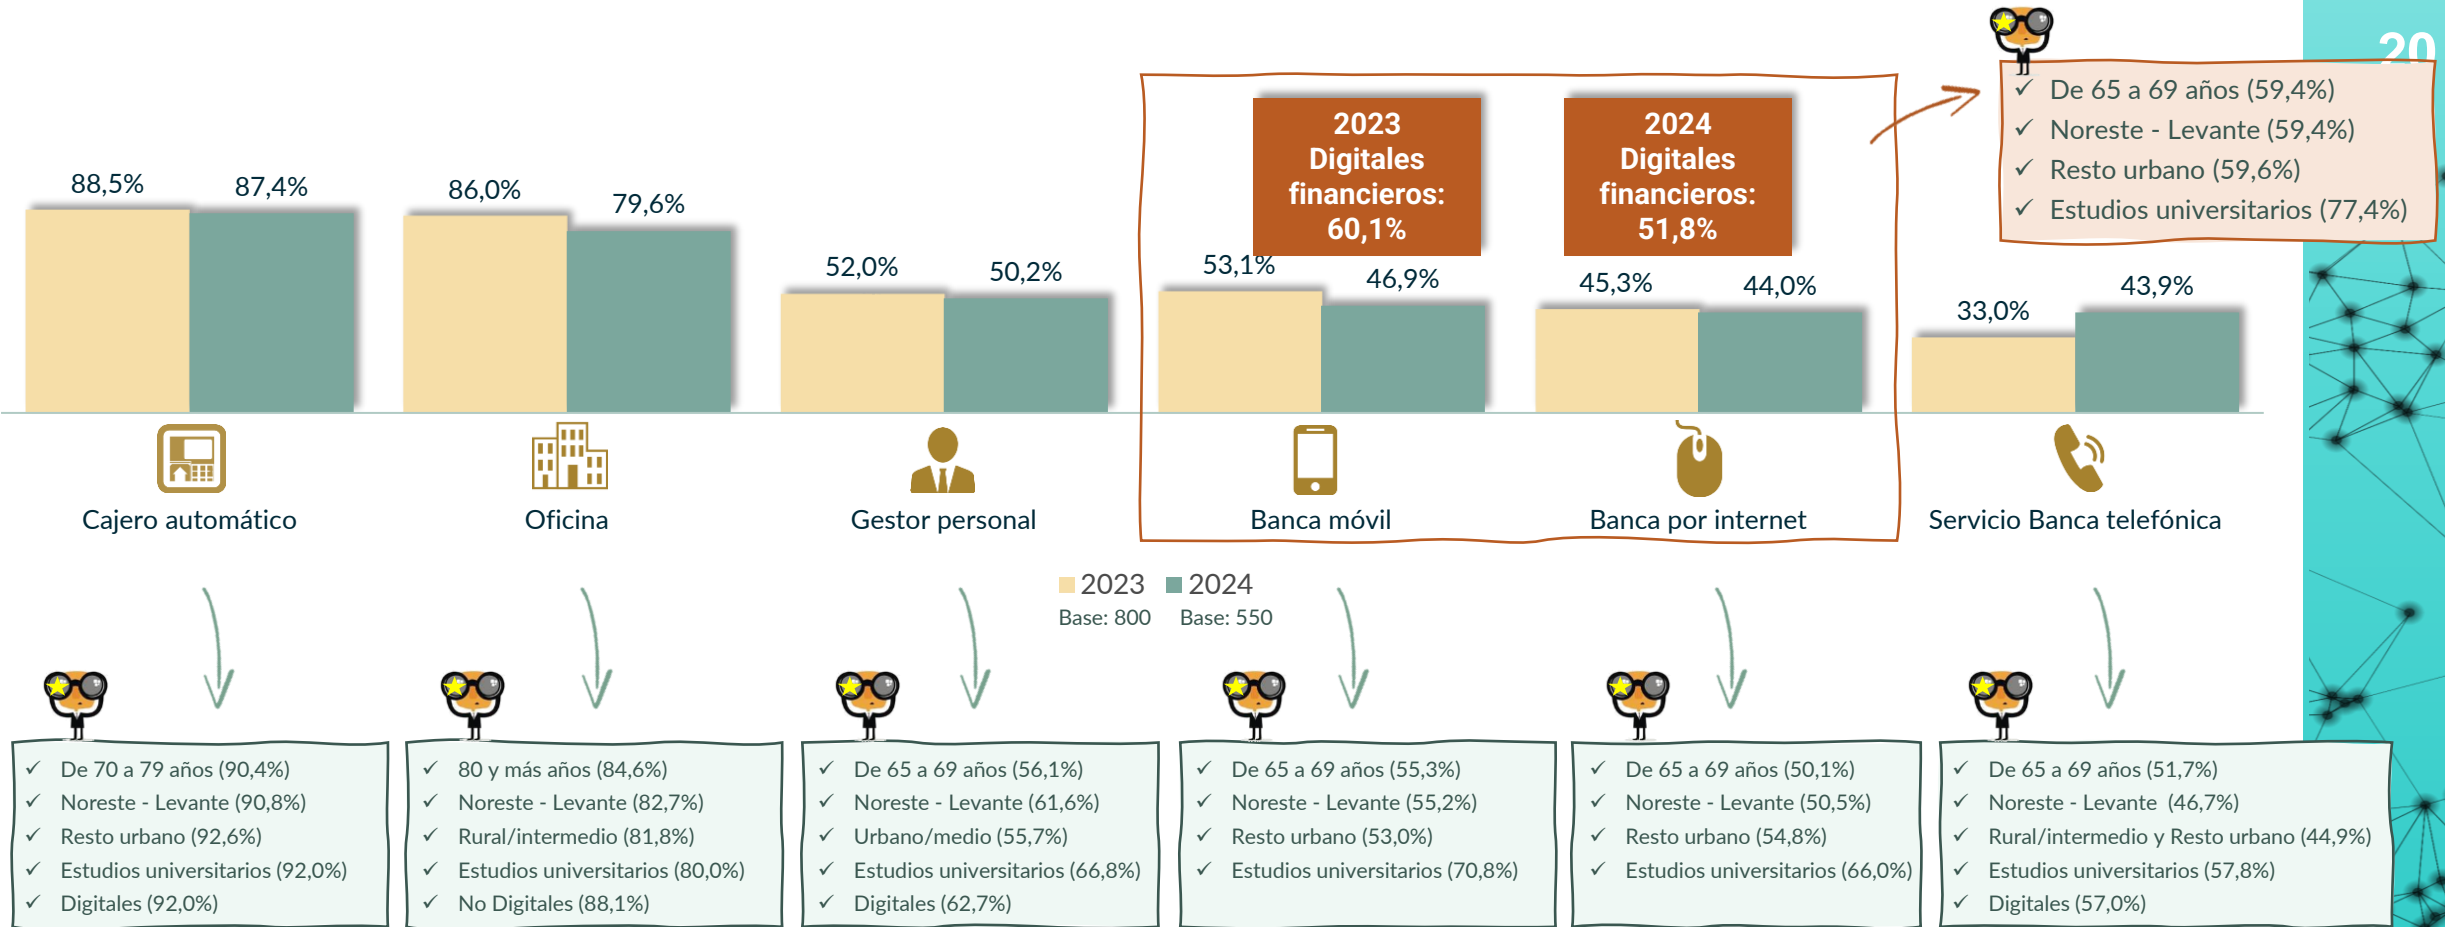 20
De 65 a 69 años (59,4%)
Noreste - Levante (59,4%)
Resto urbano (59,6%)
Estudios universitarios (77,4%)
2023
Digitales
financieros:
60,1%
2024
Digitales
financieros:
51,8%
88,5%
87,4%
86,0%
79,6%
52,0%
50,2%
53,1%
46,9%
45,3%
44,0%
33,0%
43,9%
Cajero automático
Oficina
Gestor personal
Banca móvil
Banca por internet
Servicio Banca telefónica
2023
2024
Base: 800
Base: 550
De 70 a 79 años (90,4%)
Noreste - Levante (90,8%)
Resto urbano (92,6%)
Estudios universitarios (92,0%)
Digitales (92,0%)
80 y más años (84,6%)
Noreste - Levante (82,7%)
Rural/intermedio (81,8%)
Estudios universitarios (80,0%)
No Digitales (88,1%)
De 65 a 69 años (56,1%)
Noreste - Levante (61,6%)
Urbano/medio (55,7%)
Estudios universitarios (66,8%)
Digitales (62,7%)
De 65 a 69 años (55,3%)
Noreste - Levante (55,2%)
Resto urbano (53,0%)
Estudios universitarios (70,8%)
De 65 a 69 años (50,1%)
Noreste - Levante (50,5%)
Resto urbano (54,8%)
Estudios universitarios (66,0%)
De 65 a 69 años (51,7%)
Noreste - Levante (46,7%)
Rural/intermedio y Resto urbano (44,9%)
Estudios universitarios (57,8%)
Digitales (57,0%)